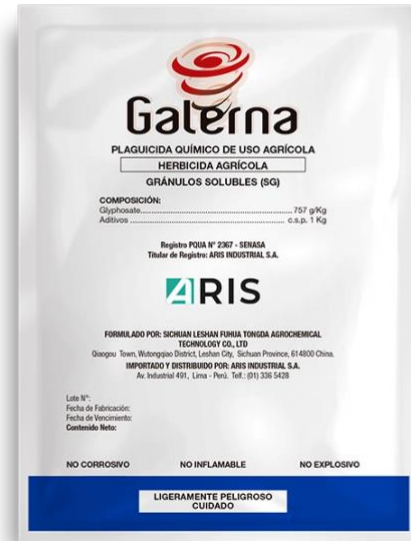 Galerna
PLAGUICIDA QUÍMICO DE USO AGRÍCOLA
HERBICIDA AGRÍCOLA
GRÁNULOS SOLUBLES (SG)
COMPOSICIÓN:
Glyphosate.......................................................... 757 g/Kg
Aditivos ............................................................ c.s.p. 1 Kg
Registro PQUA N° 2367 - SENASA
Titular de Registro: ARIS INDUSTRIAL S.A.
ARIS
FORMULADO POR: SICHUAN LESHAN FUHUA TONGDA AGROCHEMICAL
TECHNOLOGY CO., LTD
Qiaogou Town, Wutongqiao District, Leshan City, Sichuan Province, 614800 China.
IMPORTADO Y DISTRIBUIDO POR: ARIS INDUSTRIAL S.A.
Av. Industrial 491, Lima - Perú. Telf.: (01) 336 5428
Lote N°:
Fecha de Fabricación:
Fecha de Vencimiento:
Contenido Neto:
NO CORROSIVO NO INFLAMABLE NO EXPLOSIVO
LIGERAMENTE PELIGROSO
CUIDADO